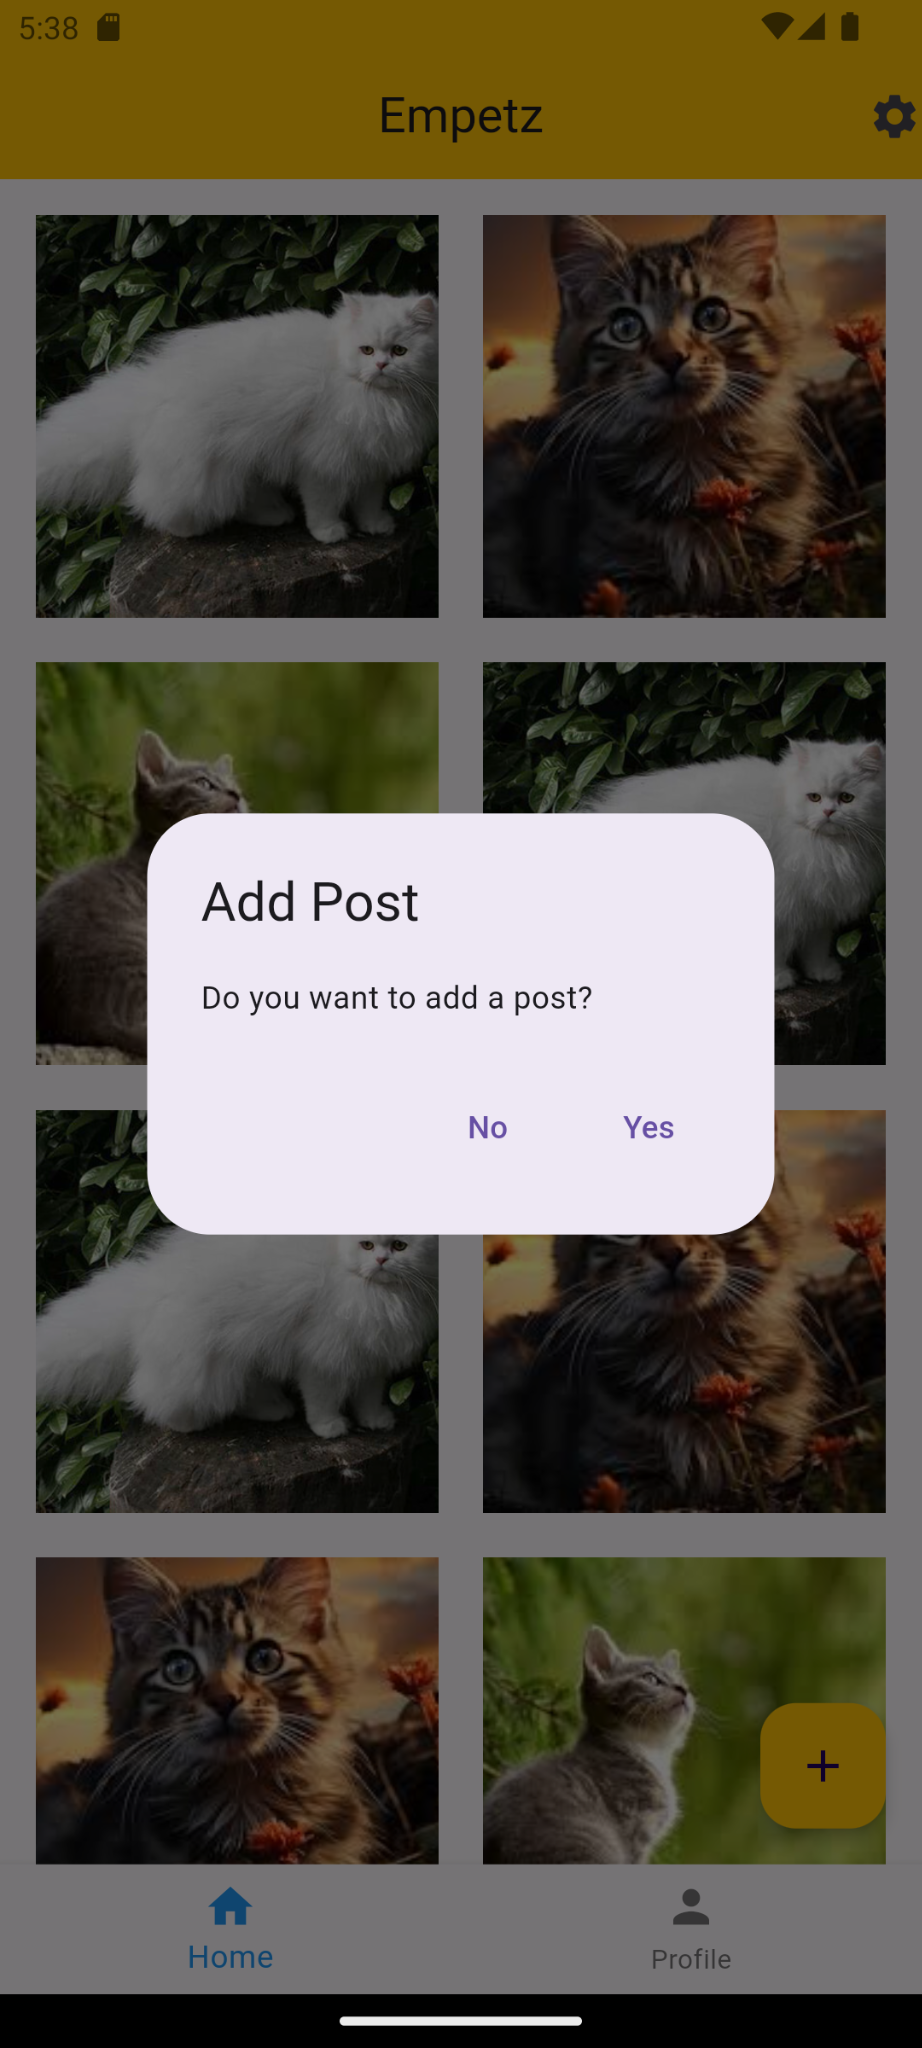 5:38
Empetz
Add Post
Do you want to add a post?
No Yes
Home Profile